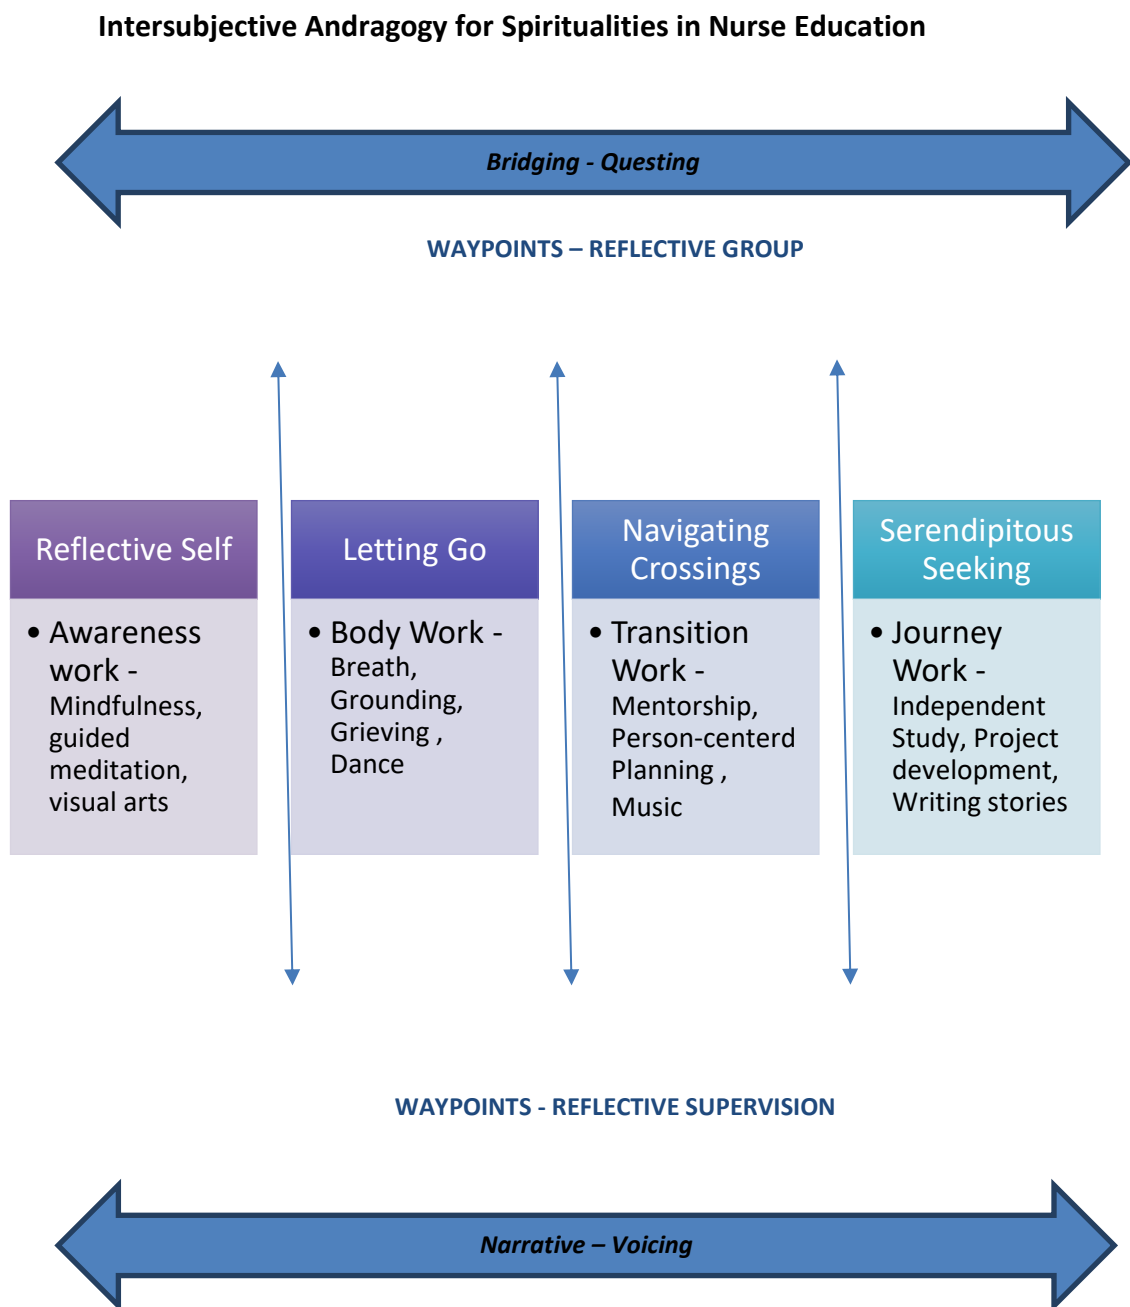 Intersubjective Andragogy for Spiritualities in Nurse Education
Bridging - Questing
WAYPOINTS – REFLECTIVE GROUP
Reflective Self
• Awareness
work -
Mindfulness,
guided
meditation,
visual arts
Letting Go
• Body Work -
Breath,
Grounding,
Grieving ,
Dance
Navigating
Crossings
• Transition
Work -
Mentorship,
Person-centerd
Planning ,
Music
Serendipitous
Seeking
• Journey
Work -
Independent
Study, Project
development,
Writing stories
WAYPOINTS - REFLECTIVE SUPERVISION
Narrative – Voicing